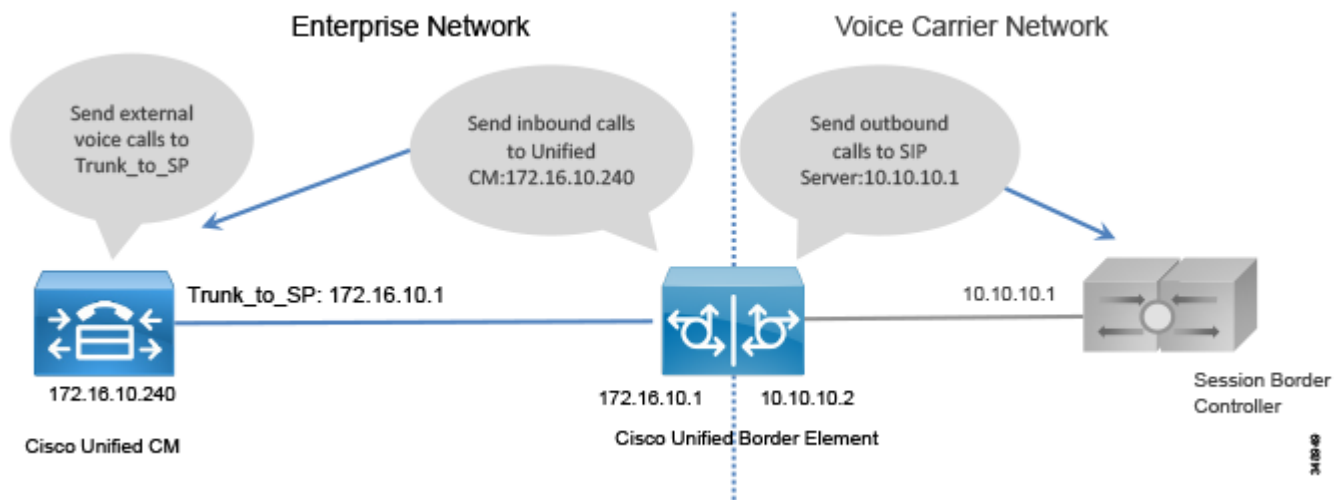 Enterprise Network
Voice Carrier Network
Send external
voice calls to
Trunk_to_SP
Send inbound calls
to Unified
CM:172.16.10.240
Send outbound
calls to SIP
Server:10.10.10.1
Trunk_to_SP: 172.16.10.1
10.10.10.1
172.16.10.240
172.16.10.1
10.10.10.2
Session Border
Controller
Cisco Unified CM
Cisco Unified Border Element
348949